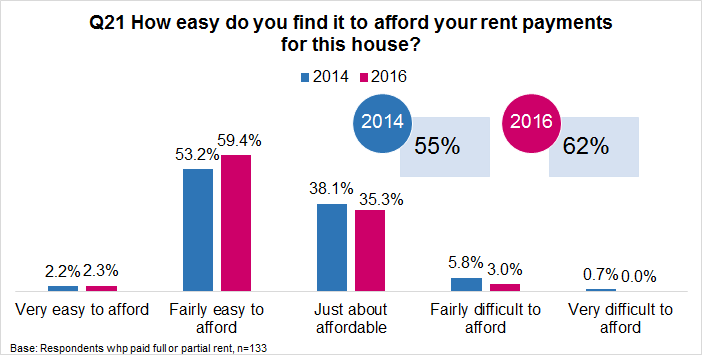 Q21 How easy do you find it to afford your rent payments
for this house?
2014 2016
2014 2016
55% 62%
53.2% 59.4%
38.1% 35.3%
2.2% 2.3%
5.8% 3.0%
0.7% 0.0%
Very easy to afford Fairly easy to Just about Fairly difficult to Very difficult to
afford affordable afford afford
Base: Respondents whp paid full or partial rent, n=133